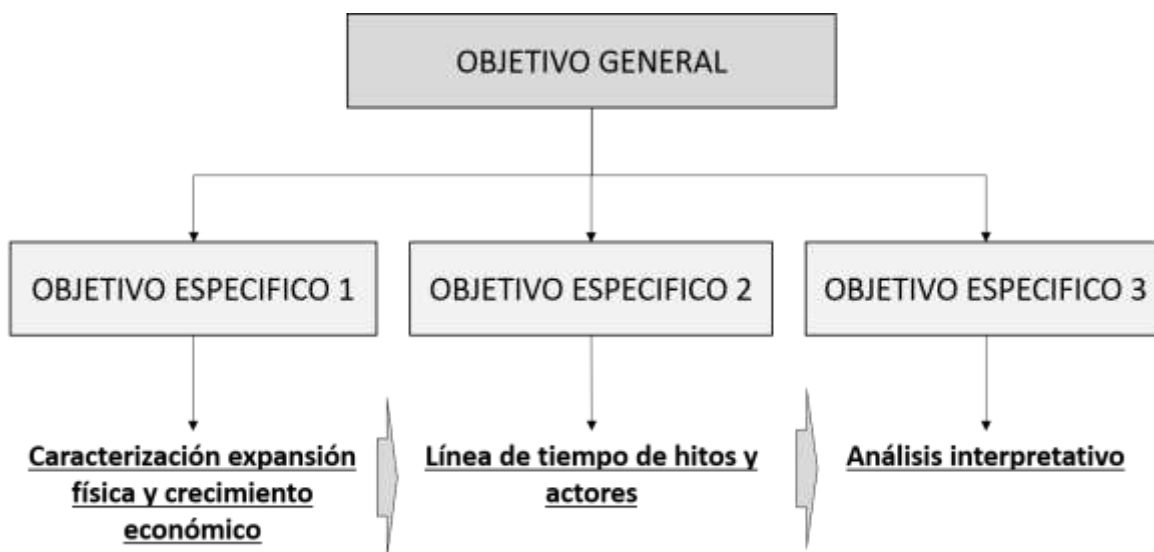 OBJETIVO GENERAL
OBJETIVO ESPECIFICO 1
OBJETIVO ESPECIFICO 2
OBJETIVO ESPECIFICO 3
Caracterización expansión
física y crecimiento
económico
Línea de tiempo de hitos y
actores
Análisis interpretativo